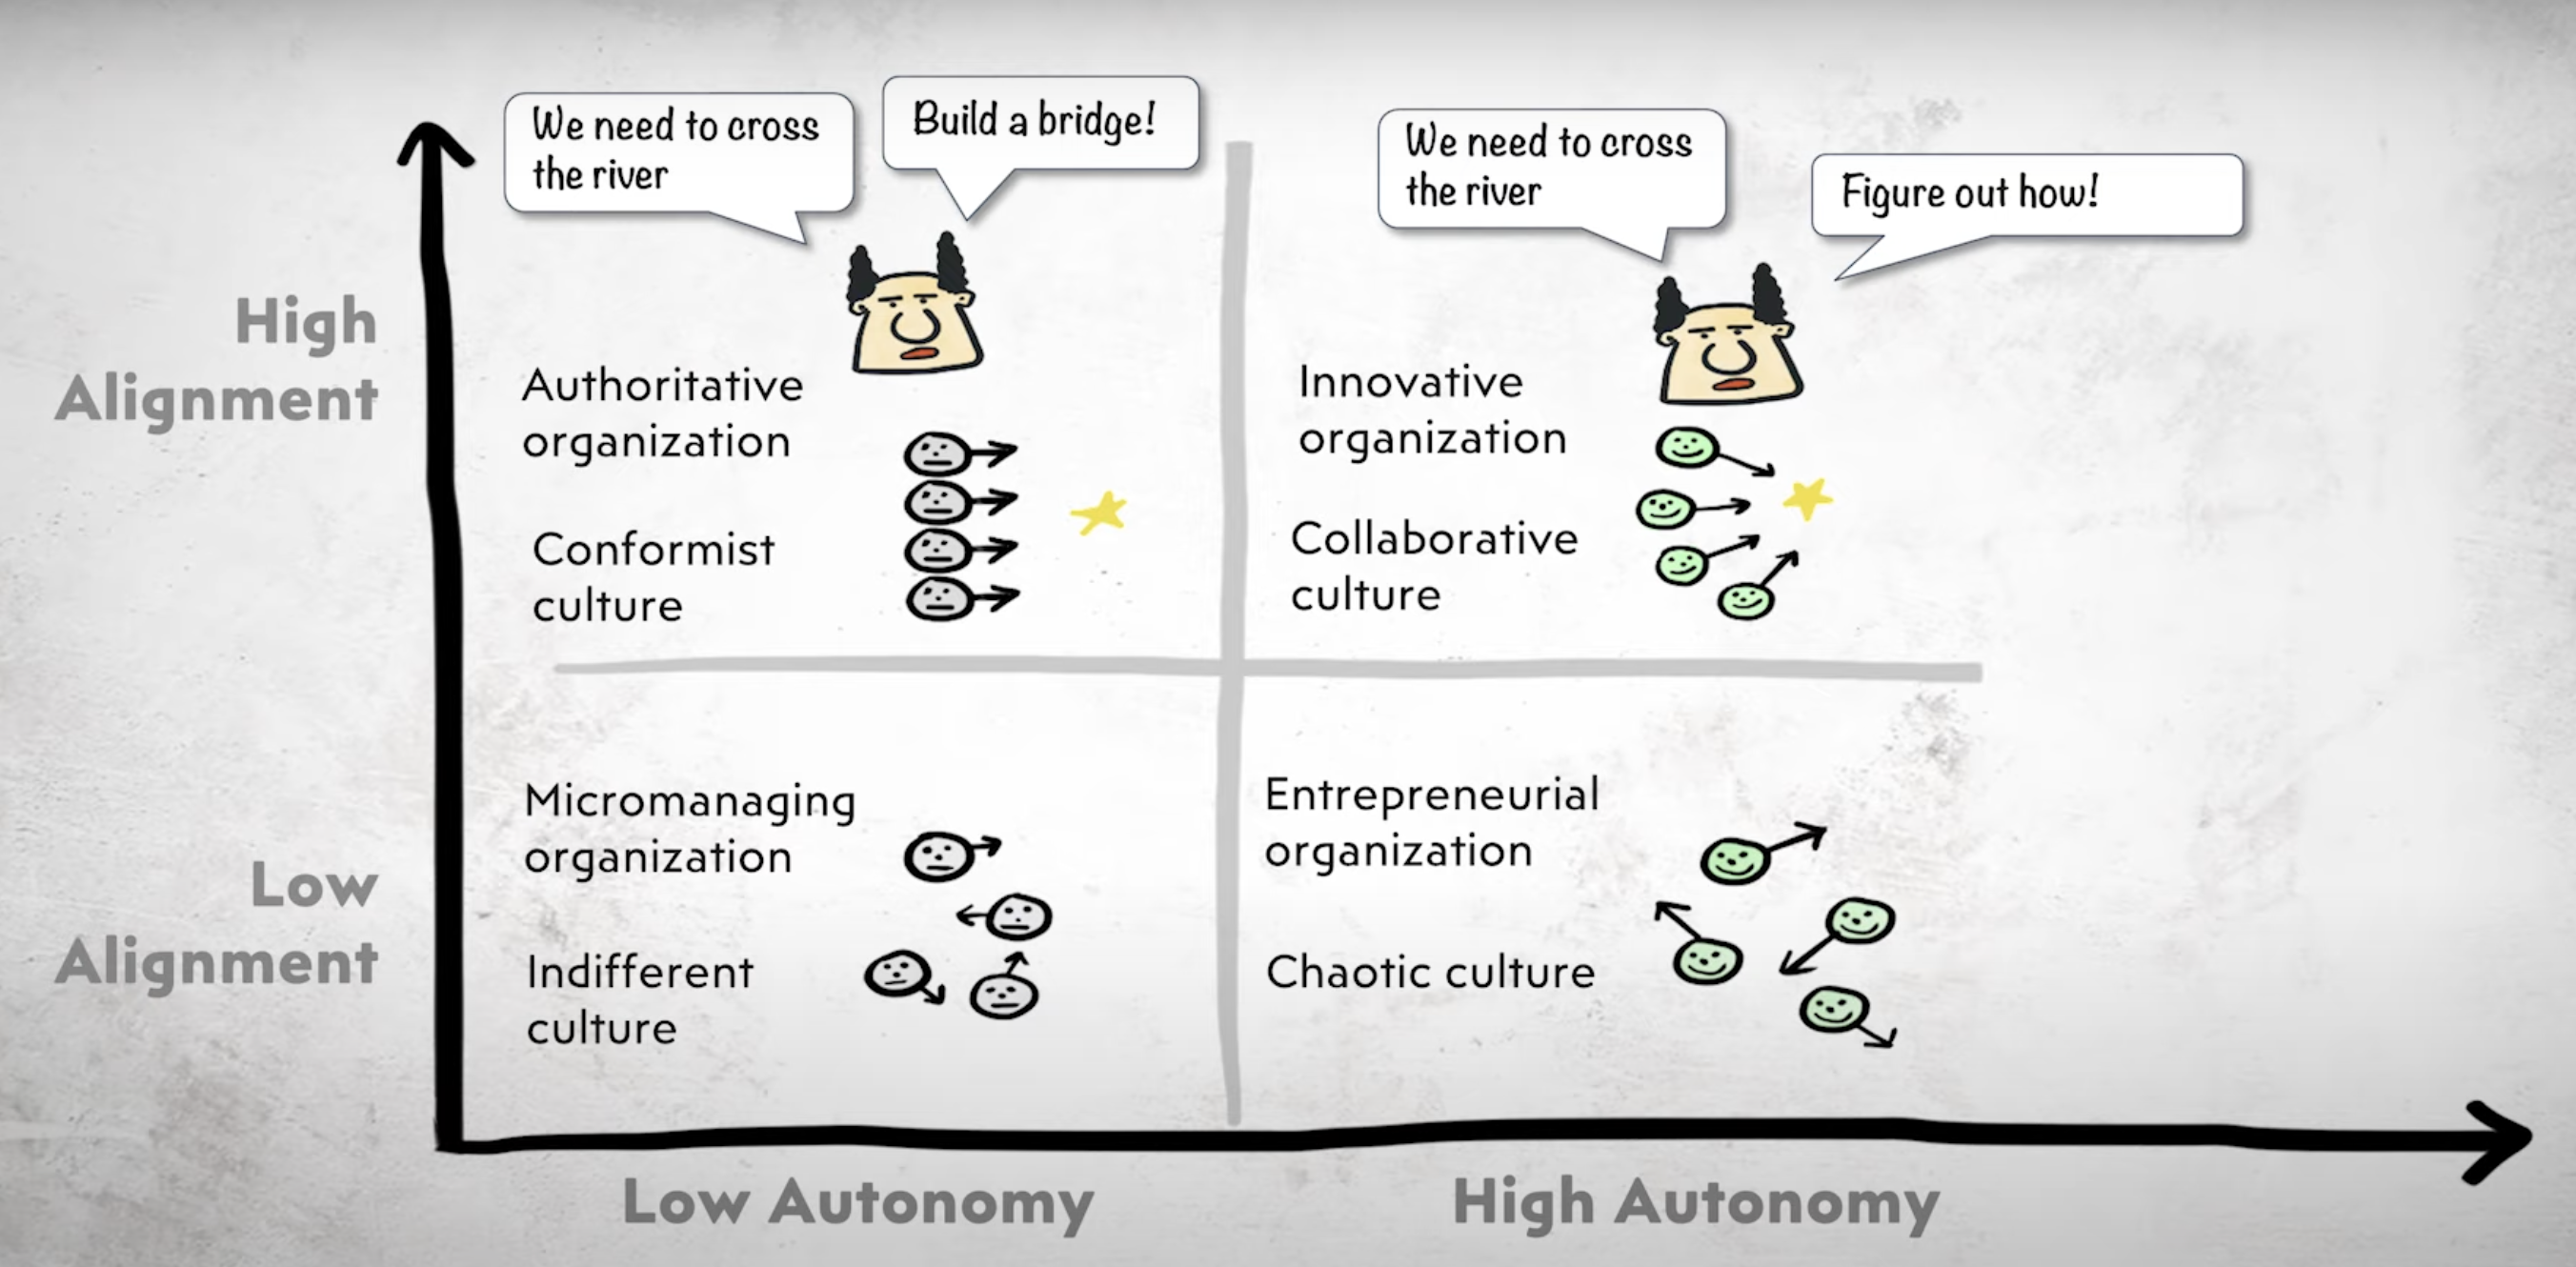 We need to cross
the river
Build a bridge!
We need to cross
the river
Figure out how!
High
Alignment
Authoritative
organization
Conformist
culture
Innovative
organization
Collaborative
culture
Low
Alignment
Micromanaging
organization
Indifferent
culture
Entrepreneurial
organization
Chaotic culture
Low Autonomy
High Autonomy